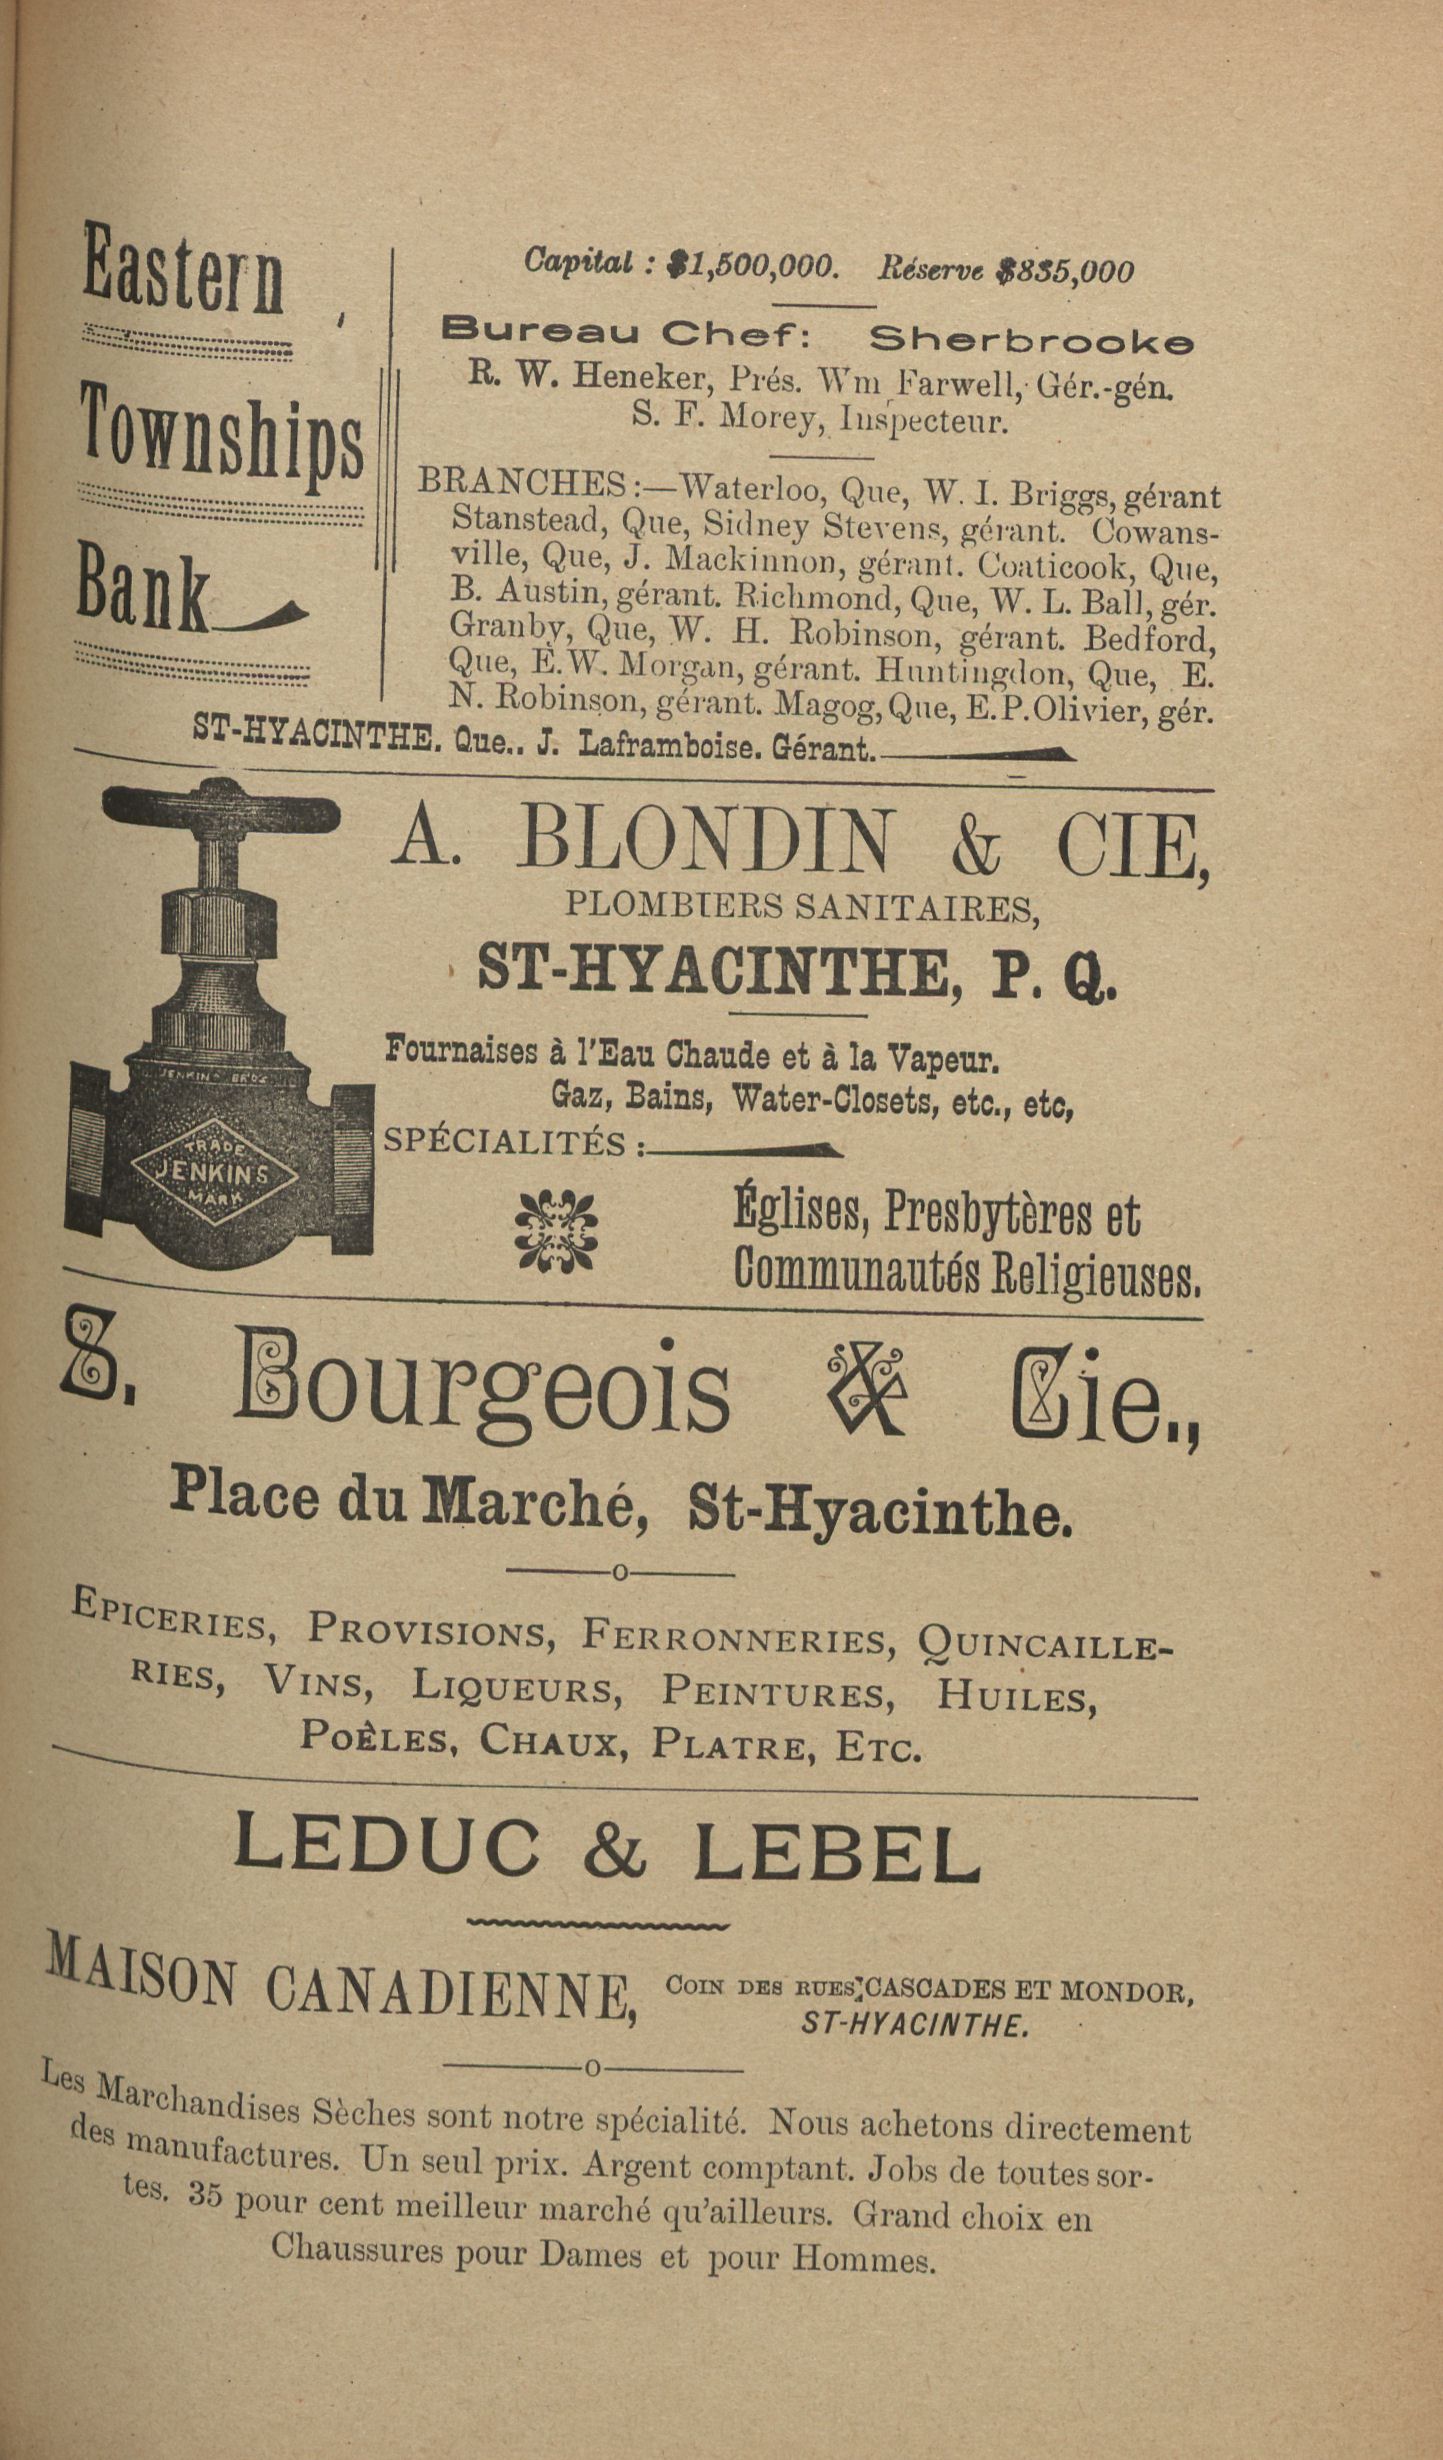 Eastern
Townships
Bank
Capital : $1,500,000. Réserve $835,000
Bureau Chef: Sherbrooke
R. W. Heneker, Prés. Wm Farwell, Gér.-gén.
S. F. Morey, Inspecteur.
BRANCHES :—Waterloo, Que, W. I. Briggs, gérant
Stanstead, Que, Sidney Stevens, gérant. Cowans-
ville, Que, J. Mackinnon, gérant. Coaticook, Que,
B. Austin, gérant. Richmond, Que, W. L. Ball, gér.
Granby, Que, W. H. Robinson, gérant. Bedford,
Que, E. W. Morgan, gérant. Huntingdon, Que, E.
N. Robinson, gérant. Magog, Que, E.P.Olivier, gér.
ST-HYACINTHE. Que.. J. Laframboise. Gérant.
A. BLONDIN & CIE,
PLOMBIERS SANITAIRES,
ST-HYACINTHE, P. Q.
Fournaises à l'Eau Chaude et à la Vapeur.
Gaz, Bains, Water-Closets, etc., etc,
SPÉCIALITÉS :
Églises, Presbytères et
Communautés Religieuses.
JENKINS BROS
TRADE
JENKINS
MARK
S. Bourgeois & Cie.,
Place du Marché, St-Hyacinthe.
EPICERIES, PROVISIONS, FERRONNERIES, QUINCAILLE-
RIES, VINS, LIQUEURS, PEINTURES, HUILES,
POÊLES, CHAUX, PLATRE, ETC.
LEDUC & LEBEL
MAISON CANADIENNE, COIN DES RUES CASCADES ET MONDOR,
ST-HYACINTHE.
Les Marchandises Sèches sont notre spécialité. Nous achetons directement
des manufactures. Un seul prix. Argent comptant. Jobs de toutes sor-
tes. 35 pour cent meilleur marché qu'ailleurs. Grand choix en
Chaussures pour Dames et pour Hommes.